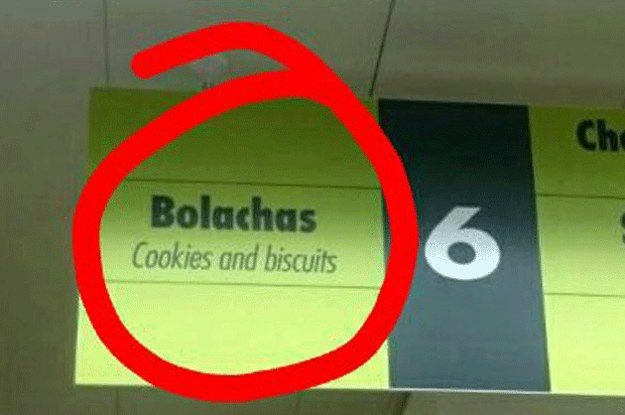 Bolachas
Cookies and biscuits
6